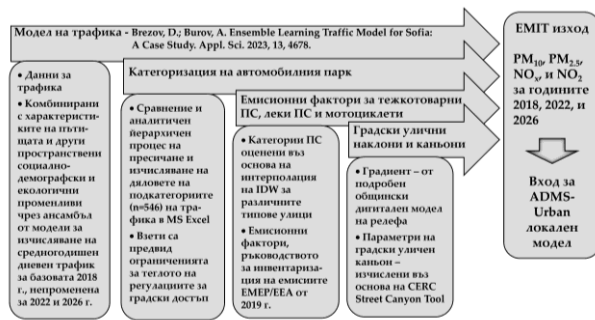 Модел на трафика - Brezov, D.; Burov, A. Ensemble Learning Traffic Model for Sofia:
A Case Study. Appl. Sci. 2023, 13, 4678.
Категоризация на автомобилния парк
Емисионни фактори за тежкотоварни
ПС, леки ПС и мотоциклети
Градски улични
наклони и каньони
• Данни за
трафика
• Комбинирани
с характеристи-
ките на пъти-
щата и други
пространствени
социално-
демографски и
екологични
променливи
чрез ансамбъл
от модели за
изчисляване на
средногодишен
дневен трафик
за базовата 2018
г., непроменена
за 2022 и 2026 г.
• Сравнение и
аналитичен
йерархичен
процес на
пресичане и
изчисляване на
дяловете на
подкатегориите
(n=546) на тра-
фика в MS Excel
• Взети са
предвид
ограниченията
за теглото на
регулациите за
градски достъп
• Категории ПС
оценени въз
основа на
интерполация
на IDW за
различните
типове улици
• Емисионни
фактори,
ръководството
за инвентариза-
ция на емисиите
EMEP/EEA от
2019 г.
• Градиент – от
подробен
общински
дигитален модел
на релефа
• Параметри на
градски уличен
каньон –
изчислени въз
основа на CERC
Street Canyon Tool
EMIT изход
PM10, PM2.5,
NOx, и NO2
за годините
2018, 2022, и
2026
Вход за
ADMS-
Urban
локален
модел